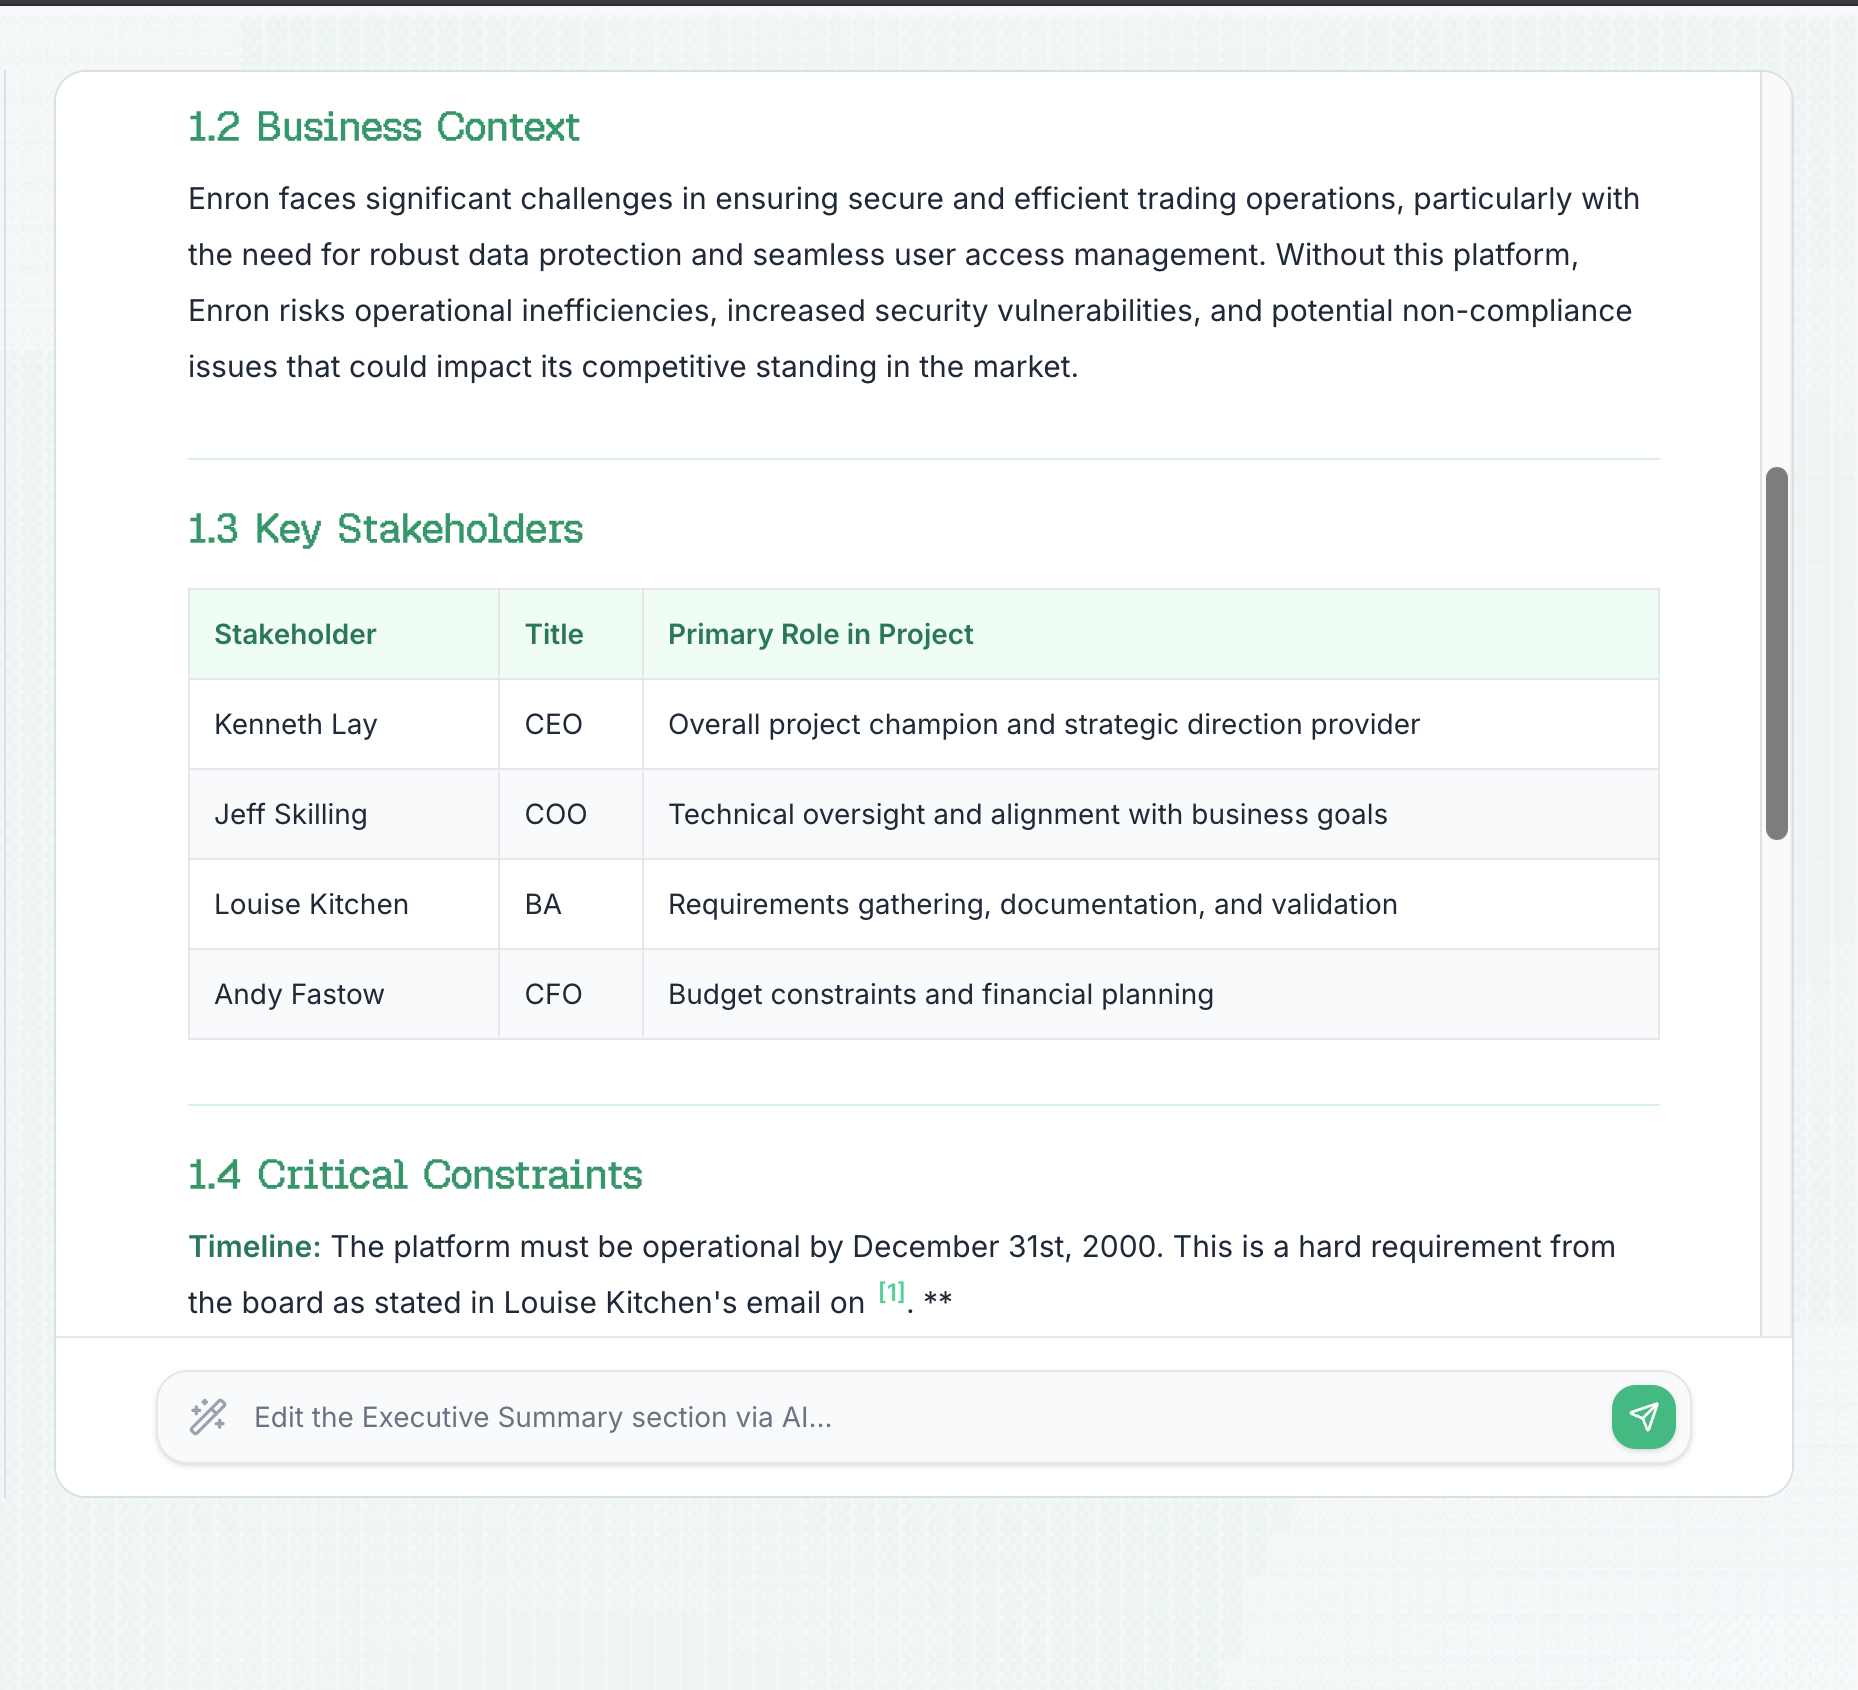 1.2 Business Context
Enron faces significant challenges in ensuring secure and efficient trading operations, particularly with
the need for robust data protection and seamless user access management. Without this platform,
Enron risks operational inefficiencies, increased security vulnerabilities, and potential non-compliance
issues that could impact its competitive standing in the market.
1.3 Key Stakeholders
Stakeholder Title Primary Role in Project
Kenneth Lay CEO Overall project champion and strategic direction provider
Jeff Skilling COO Technical oversight and alignment with business goals
Louise Kitchen BA Requirements gathering, documentation, and validation
Andy Fastow CFO Budget constraints and financial planning
1.4 Critical Constraints
Timeline: The platform must be operational by December 31st, 2000. This is a hard requirement from
the board as stated in Louise Kitchen's email on [1]. **
Edit the Executive Summary section via AI...